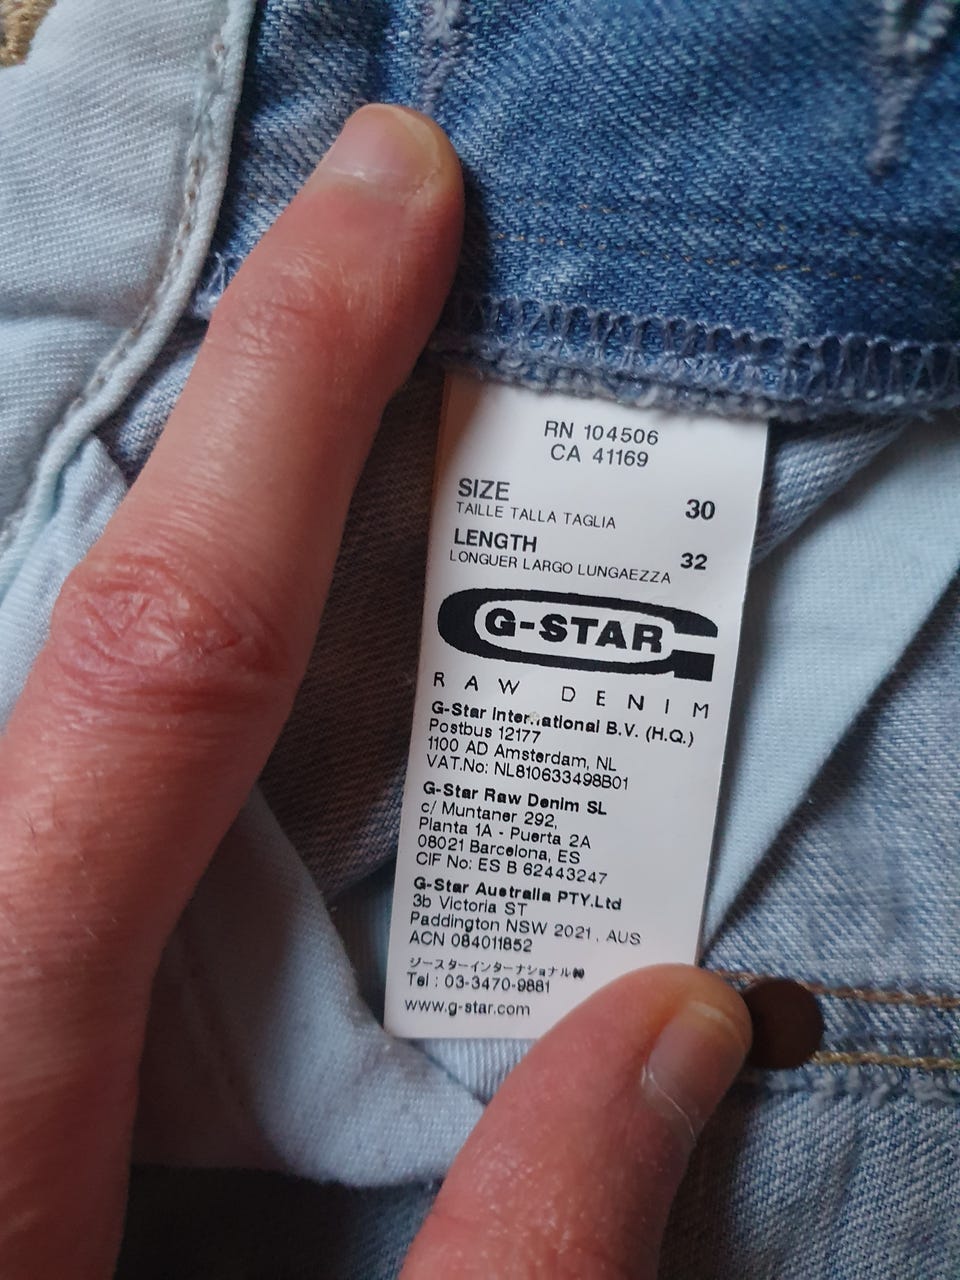 RN 104506
CA 41169
SIZE 30
TAILLE TALLA TAGLIA
LENGTH 32
LONGUER LARGO LUNGAEZZA
G-STAR
RAW DENIM
G-Star International B.V. (H.Q.)
Postbus 12177
1100 AD Amsterdam, NL
VAT.No: NL810633498B01
G-Star Raw Denim SL
c/ Muntaner 292,
Planta 1A - Puerta 2A
08021 Barcelona, ES
CIF No: ES B 62443247
G-Star Australia PTY.Ltd
3b Victoria ST
Paddington NSW 2021, AUS
ACN 084011852
ジースターインターナショナル㈱
Tel : 03-3470-9881
www.g-star.com